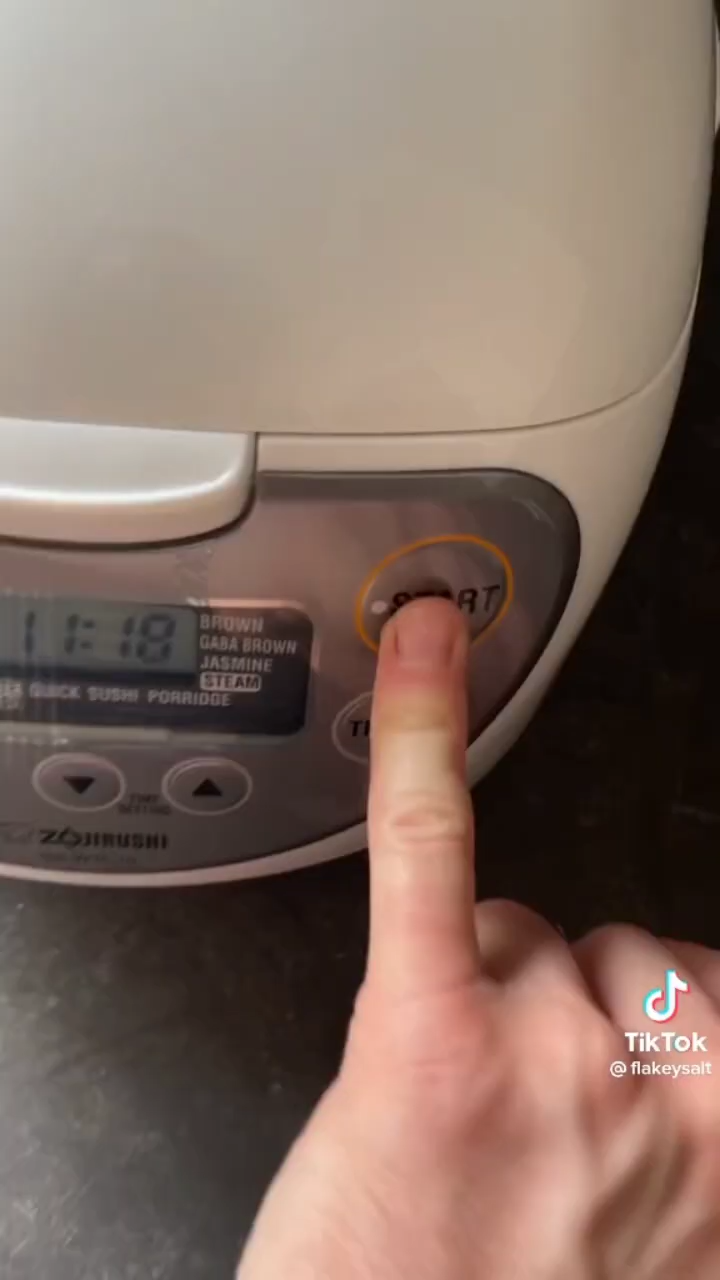 START
11:18
BROWN
GABA BROWN
JASMINE
STEAM
QUICK SUSHI PORRIDGE
ZOJIRUSHI
TikTok
@ flakeysalt